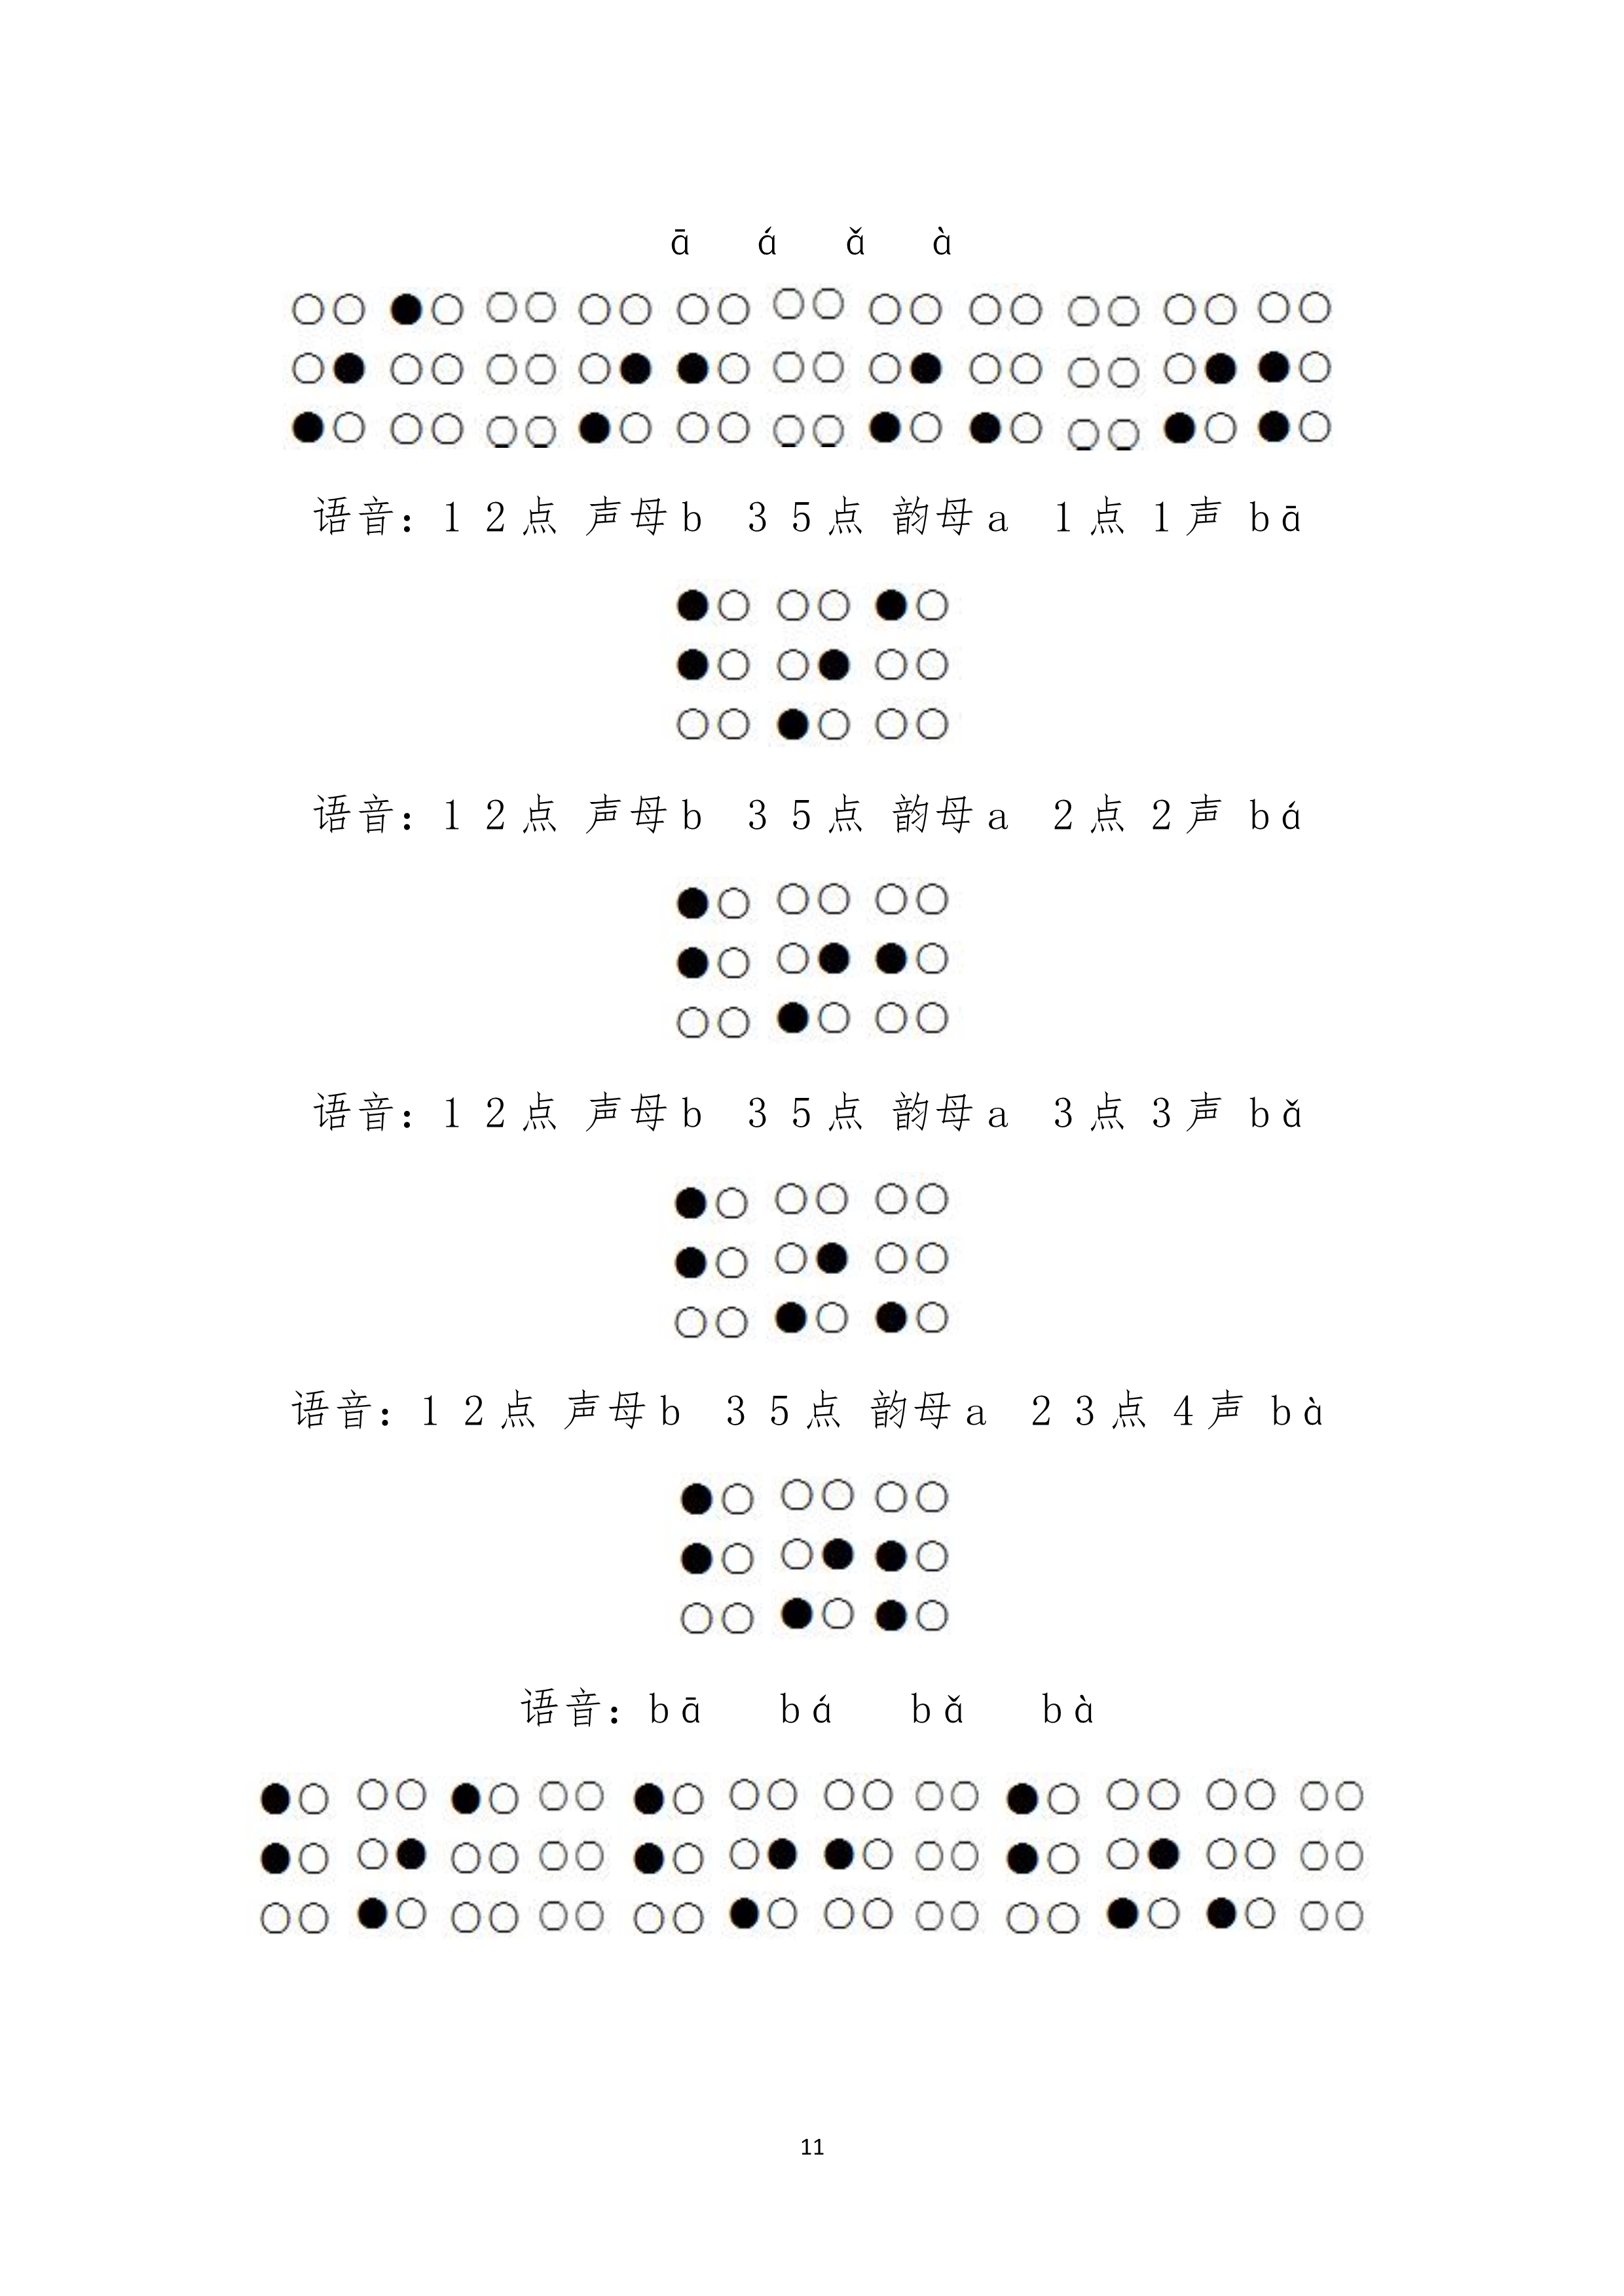 ā á ǎ à
语音：1 2点 声母b 3 5点 韵母a 1点 1声 bā
语音：1 2点 声母b 3 5点 韵母a 2点 2声 bá
语音：1 2点 声母b 3 5点 韵母a 3点 3声 bǎ
语音：1 2点 声母b 3 5点 韵母a 2 3点 4声 bà
语音：bā bá bǎ bà
11